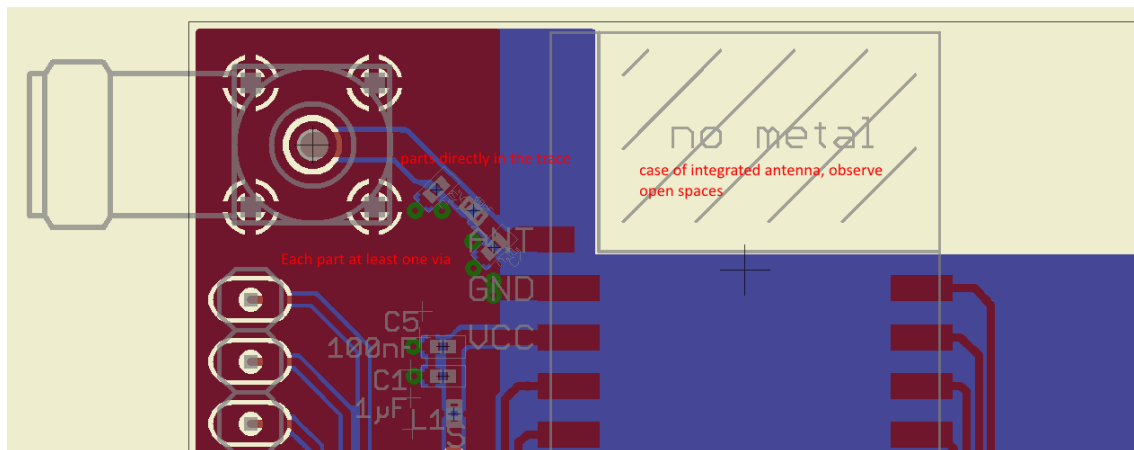 no metal
parts directly in the trace
case of integrated antenna, observe
open spaces
ANT
Each part at least one via
GND
C5
VCC
100nF
C1
1µF
L1